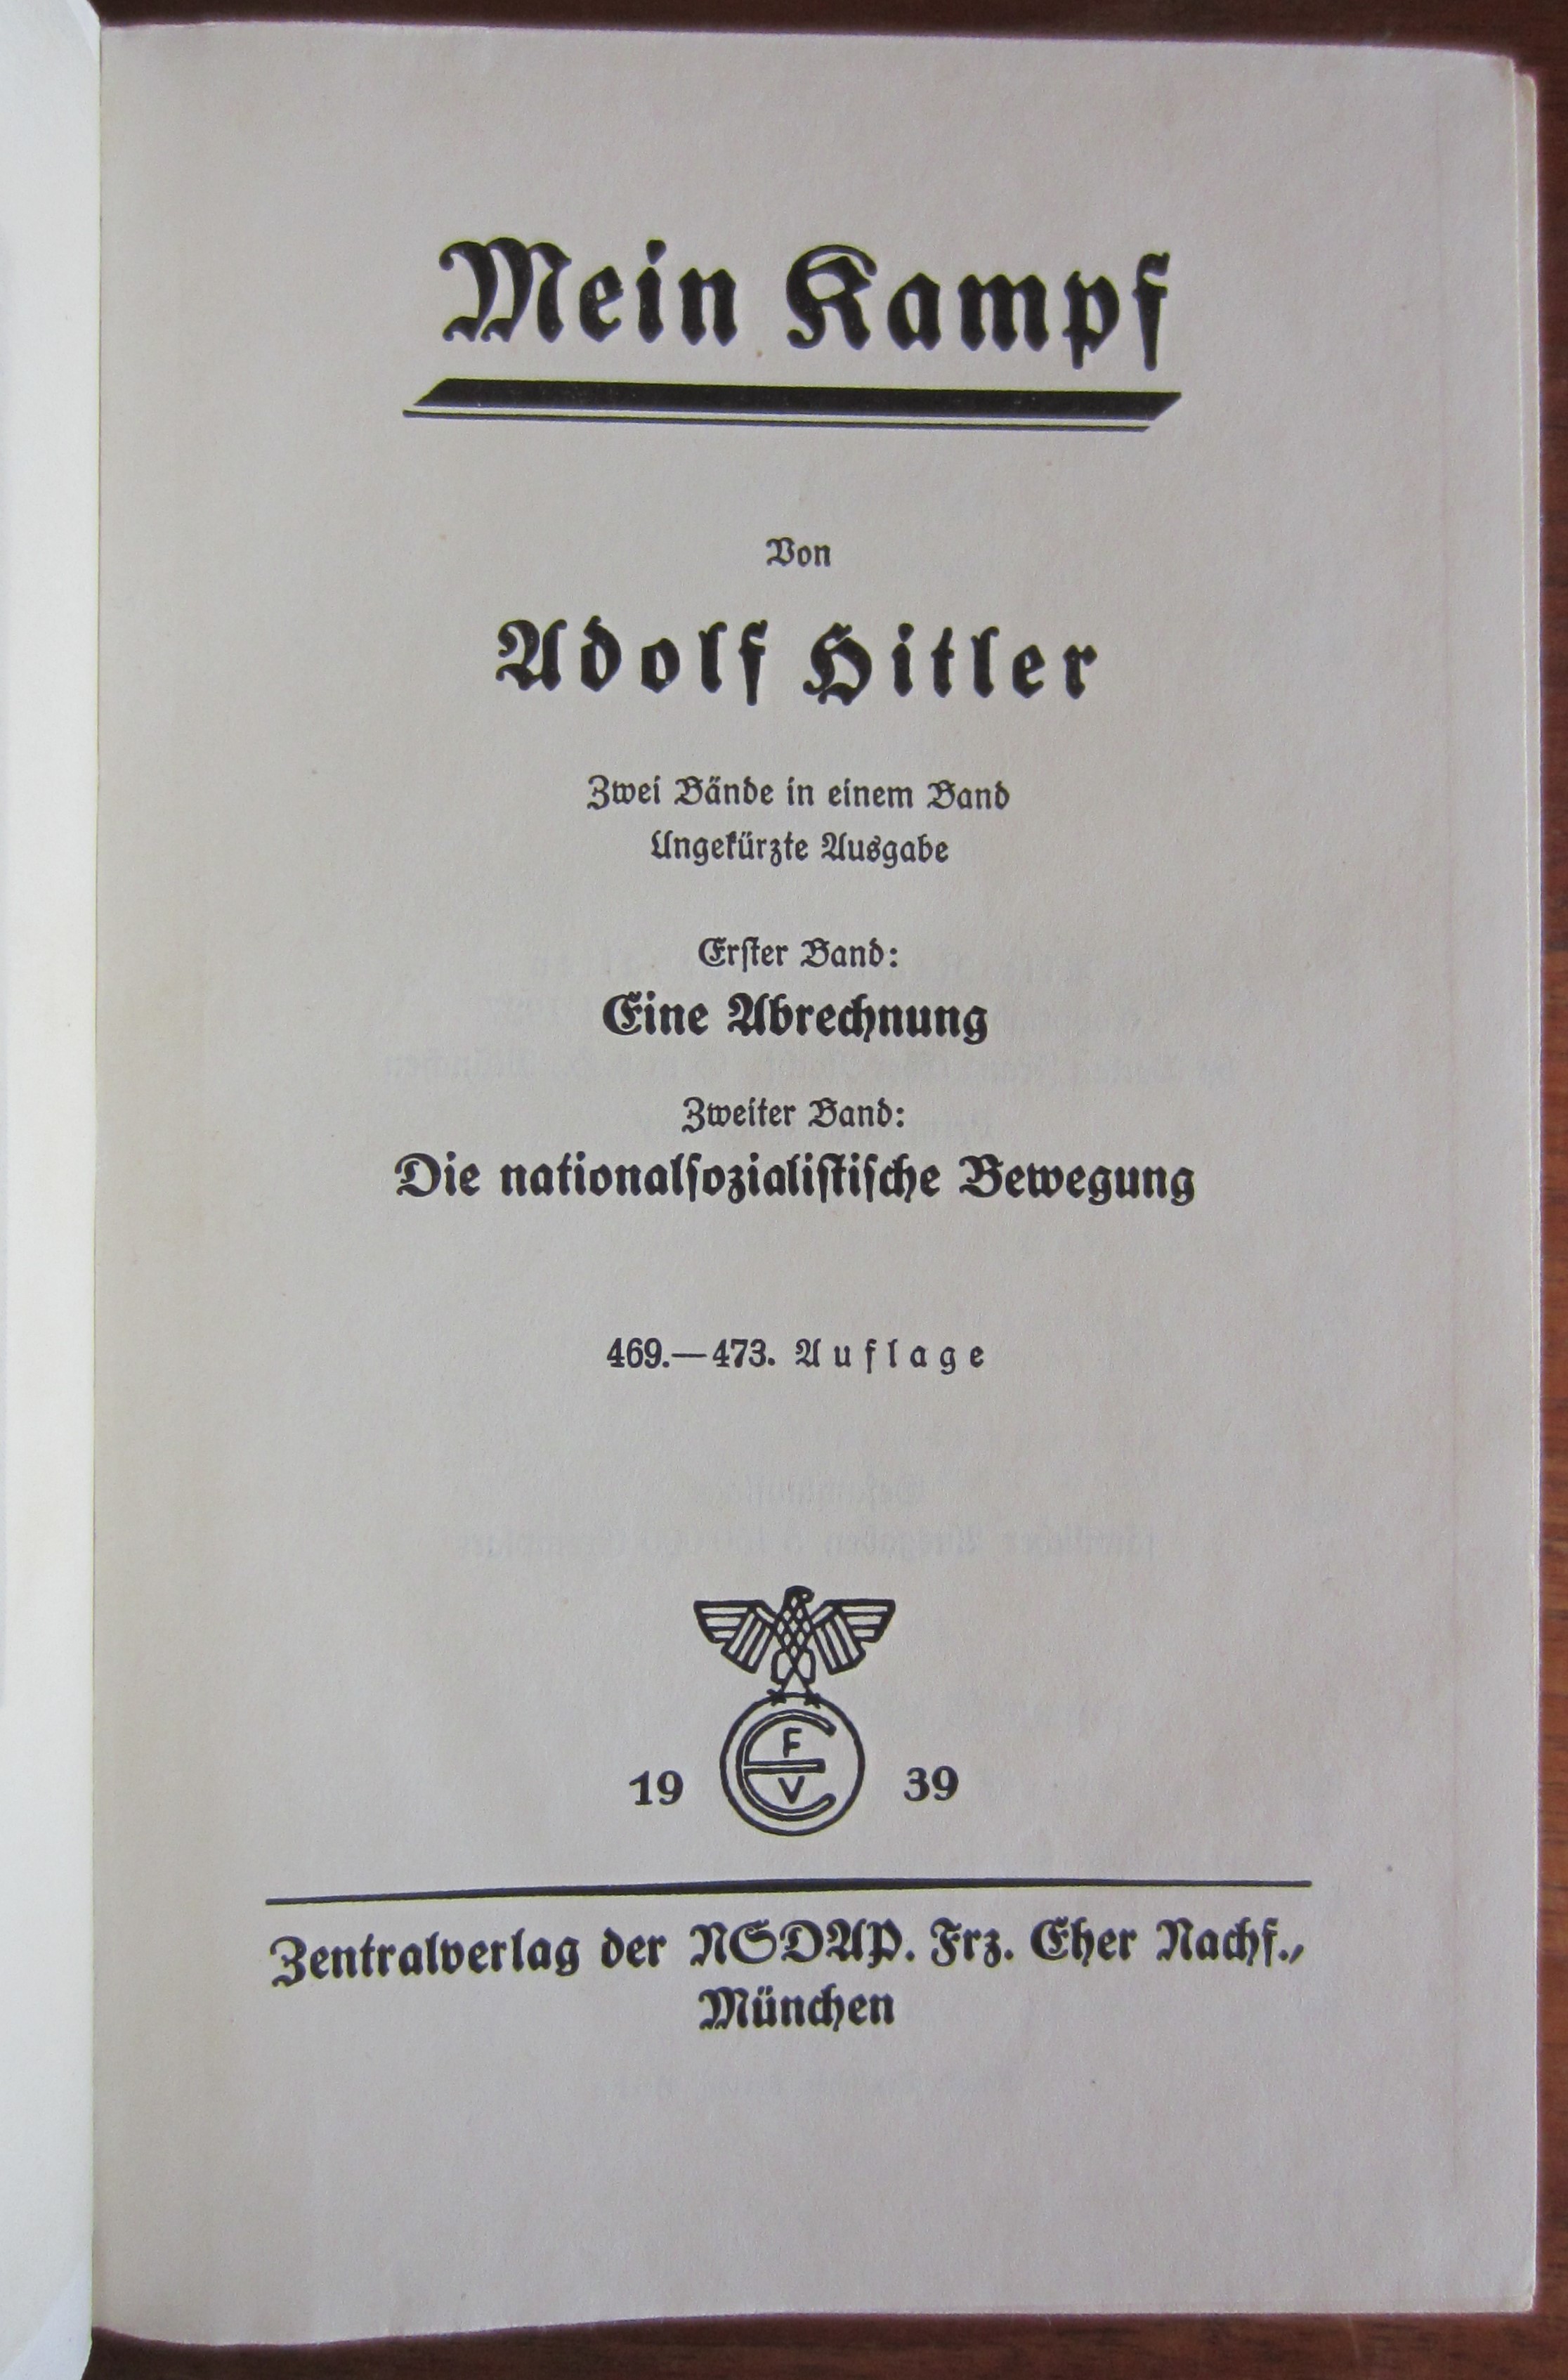 Mein Kampf
Von
Adolf Hitler
Zwei Bände in einem Band
Ungekürzte Ausgabe
Erster Band:
Eine Abrechnung
Zweiter Band:
Die nationalsozialistische Bewegung
469.—473. Auflage
F
E
V
19 39
Zentralverlag der NSDAP. Frz. Eher Nachf.,
München